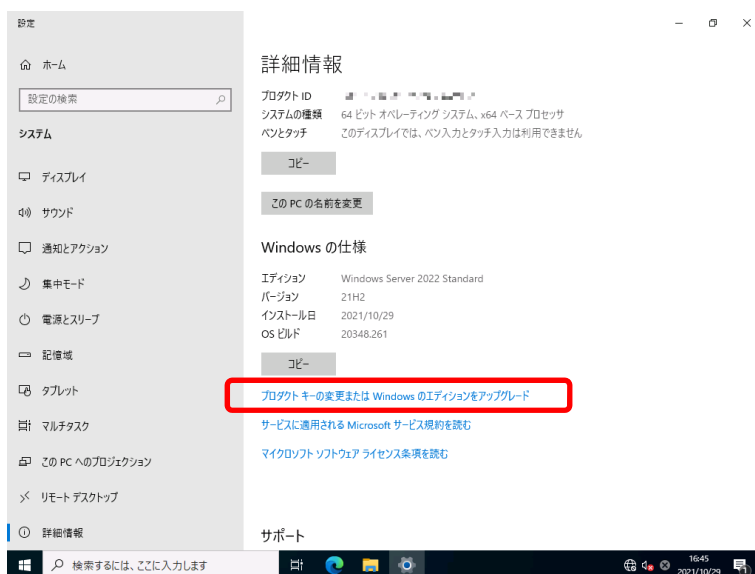 設定
ホーム
設定の検索
システム
ディスプレイ
サウンド
通知とアクション
集中モード
電源とスリープ
記憶域
タブレット
マルチタスク
この PC へのプロジェクション
リモート デスクトップ
詳細情報
詳細情報
プロダクト ID
システムの種類 64 ビット オペレーティング システム、x64 ベース プロセッサ
ペンとタッチ このディスプレイでは、ペン入力とタッチ入力は利用できません
コピー
この PC の名前を変更
Windows の仕様
エディション Windows Server 2022 Standard
バージョン 21H2
インストール日 2021/10/29
OS ビルド 20348.261
コピー
プロダクト キーの変更または Windows のエディションをアップグレード
サービスに適用される Microsoft サービス規約を読む
マイクロソフト ソフトウェア ライセンス条項を読む
サポート
検索するには、ここに入力します
16:45
2021/10/29